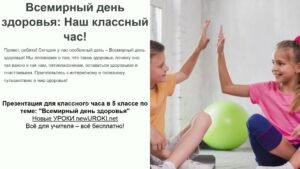 Всемирный день
здоровья: Наш классный
час!
Привет, ребята! Сегодня у нас особенный день – Всемирный день
здоровья! Мы поговорим о том, что такое здоровье, почему оно
так важно и как нам, пятиклассникам, оставаться здоровыми и
счастливыми. Приготовьтесь к интересному и полезному
путешествию в мир здоровья!
Презентация для классного часа в 5 классе по
теме: "Всемирный день здоровья"
Новые УРОКИ newUROKI.net
Всё для учителя – всё бесплатно!